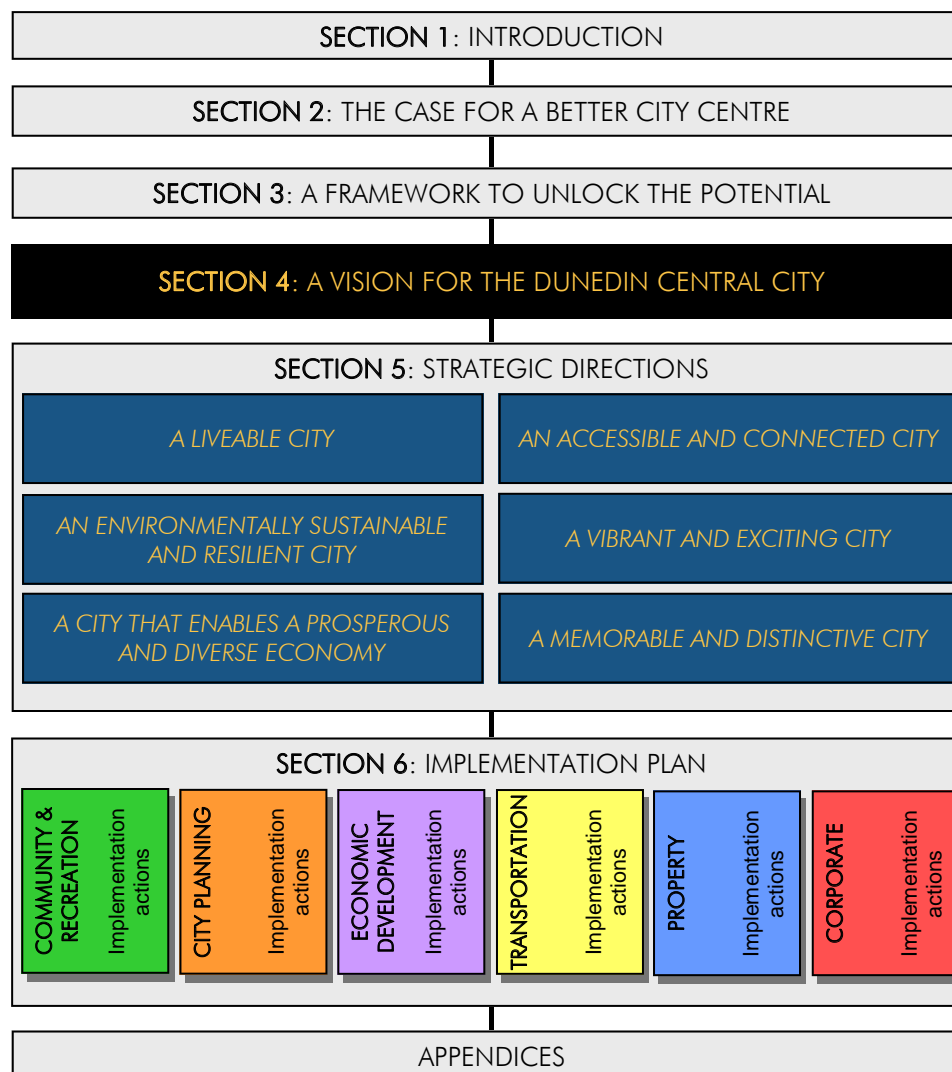 SECTION 1: INTRODUCTION
SECTION 2: THE CASE FOR A BETTER CITY CENTRE
SECTION 3: A FRAMEWORK TO UNLOCK THE POTENTIAL
SECTION 4: A VISION FOR THE DUNEDIN CENTRAL CITY
SECTION 5: STRATEGIC DIRECTIONS
A LIVEABLE CITY
AN ACCESSIBLE AND CONNECTED CITY
AN ENVIRONMENTALLY SUSTAINABLE
AND RESILIENT CITY
A VIBRANT AND EXCITING CITY
A CITY THAT ENABLES A PROSPEROUS
AND DIVERSE ECONOMY
A MEMORABLE AND DISTINCTIVE CITY
SECTION 6: IMPLEMENTATION PLAN
COMMUNITY &
RECREATION
Implementation
actions
CITY PLANNING
Implementation
actions
ECONOMIC
DEVELOPMENT
Implementation
actions
TRANSPORTATION
Implementation
actions
PROPERTY
Implementation
actions
CORPORATE
Implementation
actions
APPENDICES